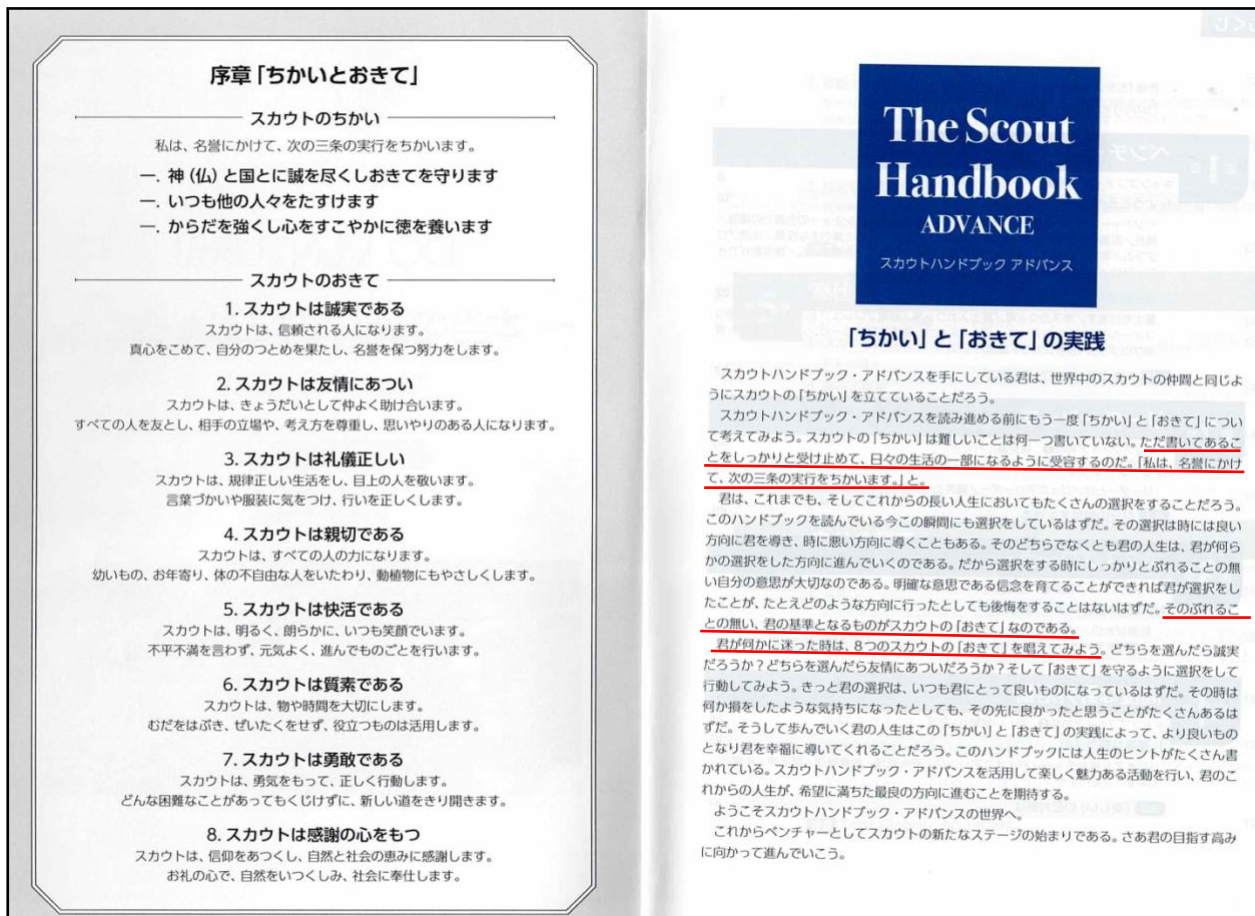 序章「ちかいとおきて」
スカウトのちかい
私は、名誉にかけて、次の三条の実行をちかいます。
一. 神（仏）と国とに誠を尽くしおきてを守ります
一. いつも他の人々をたすけます
一. からだを強くし心をすこやかに徳を養います
スカウトのおきて
1. スカウトは誠実である
スカウトは、信頼される人になります。
真心をこめて、自分のつとめを果たし、名誉を保つ努力をします。
2. スカウトは友情にあつい
スカウトは、きょうだいとして仲よく助け合います。
すべての人を友とし、相手の立場や、考え方を尊重し、思いやりのある人になります。
3. スカウトは礼儀正しい
スカウトは、規律正しい生活をし、目上の人を敬います。
言葉づかいや服装に気をつけ、行いを正しくします。
4. スカウトは親切である
スカウトは、すべての人の力になります。
幼いもの、お年寄り、体の不自由な人をいたわり、動植物にもやさしくします。
5. スカウトは快活である
スカウトは、明るく、朗らかに、いつも笑顔でいます。
不平不満を言わず、元気よく、進んでものごとを行います。
6. スカウトは質素である
スカウトは、物や時間を大切にします。
むだをはぶき、ぜいたくをせず、役立つものは活用します。
7. スカウトは勇敢である
スカウトは、勇気をもって、正しく行動します。
どんな困難なことがあってもくじけずに、新しい道をきり開きます。
8. スカウトは感謝の心をもつ
スカウトは、信仰をあつくし、自然と社会の恵みに感謝します。
お礼の心で、自然をいつくしみ、社会に奉仕します。
The Scout
Handbook
ADVANCE
スカウトハンドブック アドバンス
「ちかい」と「おきて」の実践
スカウトハンドブック・アドバンスを手にしている君は、世界中のスカウトの仲間と同じよ
うにスカウトの「ちかい」を立てていることだろう。
スカウトハンドブック・アドバンスを読み進める前にもう一度「ちかい」と「おきて」につい
て考えてみよう。スカウトの「ちかい」は難しいことは何一つ書いていない。ただ書いてあるこ
とをしっかりと受け止めて、日々の生活の一部になるように受容するのだ。「私は、名誉にかけ
て、次の三条の実行をちかいます。」と。
君は、これまでも、そしてこれからの長い人生においてもたくさんの選択をすることだろう。
このハンドブックを読んでいる今この瞬間にも選択をしているはずだ。その選択は時には良い
方向に君を導き、時に悪い方向に導くこともある。そのどちらでなくとも君の人生は、君が何ら
かの選択をした方向に進んでいくのである。だから選択をする時にしっかりとぶれることの無
い自分の意思が大切なのである。明確な意思である信念を育てることができれば君が選択をし
たことが、たとえどのような方向に行ったとしても後悔をすることはないはずだ。そのぶれるこ
との無い、君の基準となるものがスカウトの「おきて」なのである。
君が何かに迷った時は、8つのスカウトの「おきて」を唱えてみよう。どちらを選んだら誠実
だろうか？どちらを選んだら友情にあついだろうか？そして「おきて」を守るように選択をして
行動してみよう。きっと君の選択は、いつも君にとって良いものになっているはずだ。その時は
何か損をしたような気持ちになったとしても、その先に良かったと思うことがたくさんあるは
ずだ。そうして歩んでいく君の人生はこの「ちかい」と「おきて」の実践によって、より良いもの
となり君を幸福に導いてくれることだろう。このハンドブックには人生のヒントがたくさん書
かれている。スカウトハンドブック・アドバンスを活用して楽しく魅力ある活動を行い、君のこ
れからの人生が、希望に満ちた最良の方向に進むことを期待する。
ようこそスカウトハンドブック・アドバンスの世界へ。
これからベンチャーとしてスカウトの新たなステージの始まりである。さあ君の目指す高み
に向かって進んでいこう。